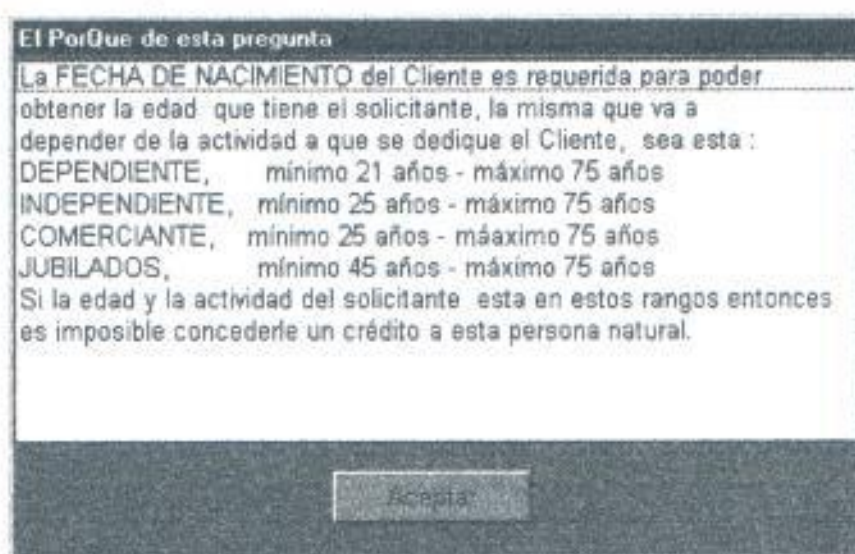 El PorQue de esta pregunta
La FECHA DE NACIMIENTO del Cliente es requerida para poder
obtener la edad que tiene el solicitante, la misma que va a
depender de la actividad a que se dedique el Cliente, sea esta :
DEPENDIENTE, mínimo 21 años - máximo 75 años
INDEPENDIENTE, mínimo 25 años - máximo 75 años
COMERCIANTE, mínimo 25 años - máaximo 75 años
JUBILADOS, mínimo 45 años - máximo 75 años
Si la edad y la actividad del solicitante esta en estos rangos entonces
es imposible concederle un crédito a esta persona natural.
Aceptar